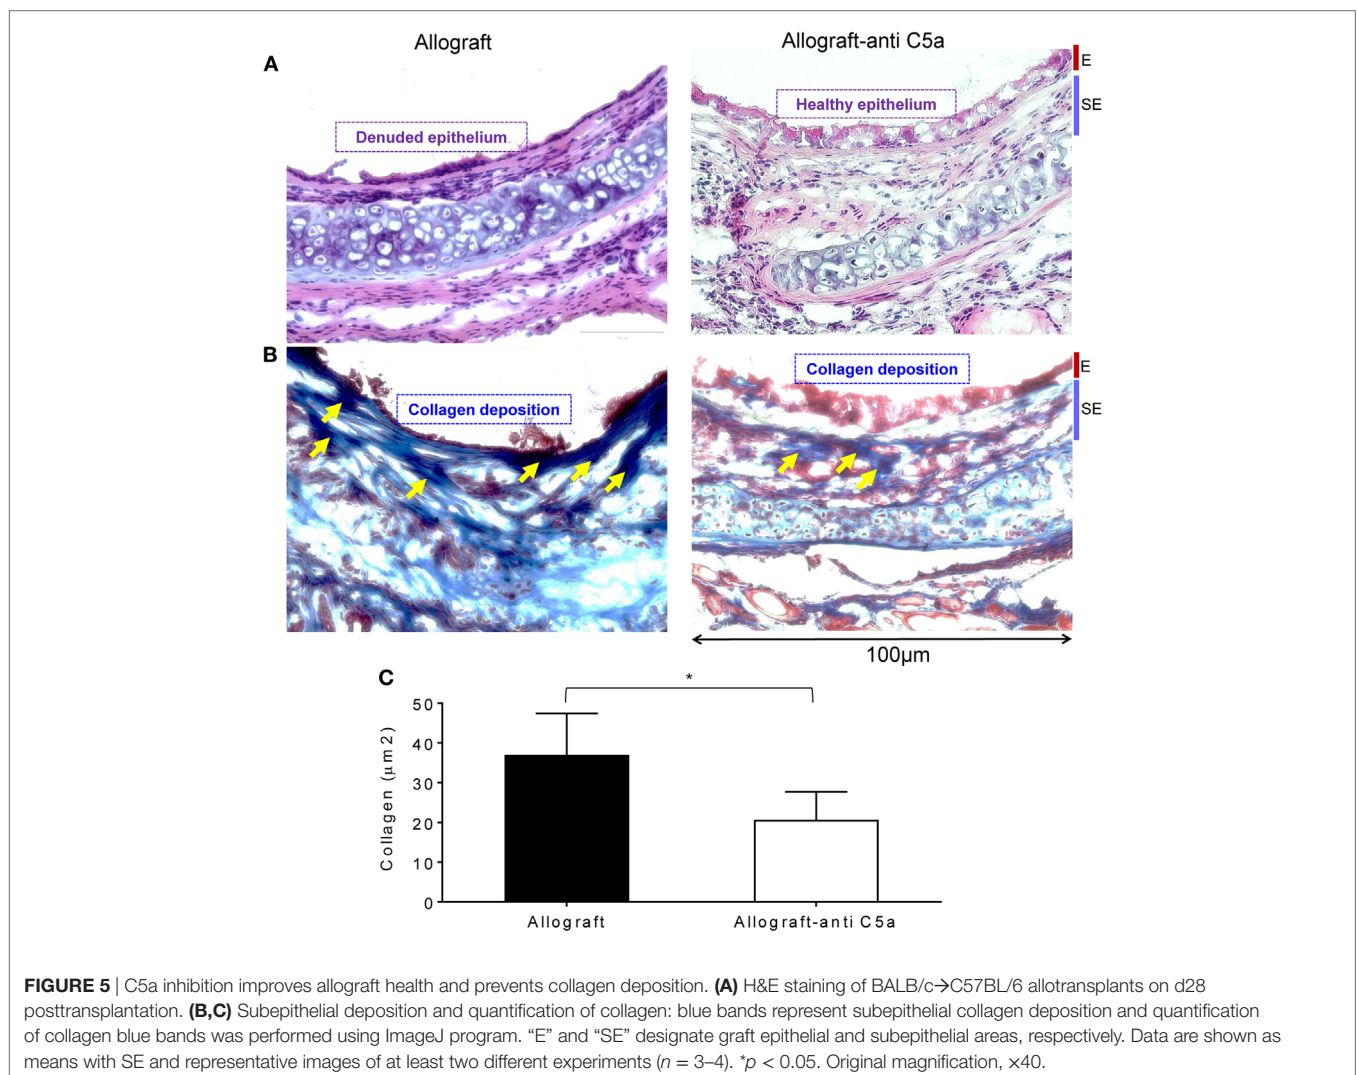 Allograft
Allograft-anti C5a
A
E
Healthy epithelium
SE
Denuded epithelium
B
E
Collagen deposition
Collagen deposition
SE
100μm
C
*
50
40
30
20
10
0
Collagen (μm2)
Allograft
Allograft-anti C5a
FIGURE 5 | C5a inhibition improves allograft health and prevents collagen deposition. (A) H&E staining of BALB/c→C57BL/6 allotransplants on d28
posttransplantation. (B,C) Subepithelial deposition and quantification of collagen: blue bands represent subepithelial collagen deposition and quantification
of collagen blue bands was performed using ImageJ program. “E” and “SE” designate graft epithelial and subepithelial areas, respectively. Data are shown as
means with SE and representative images of at least two different experiments (n = 3–4). *p < 0.05. Original magnification, ×40.